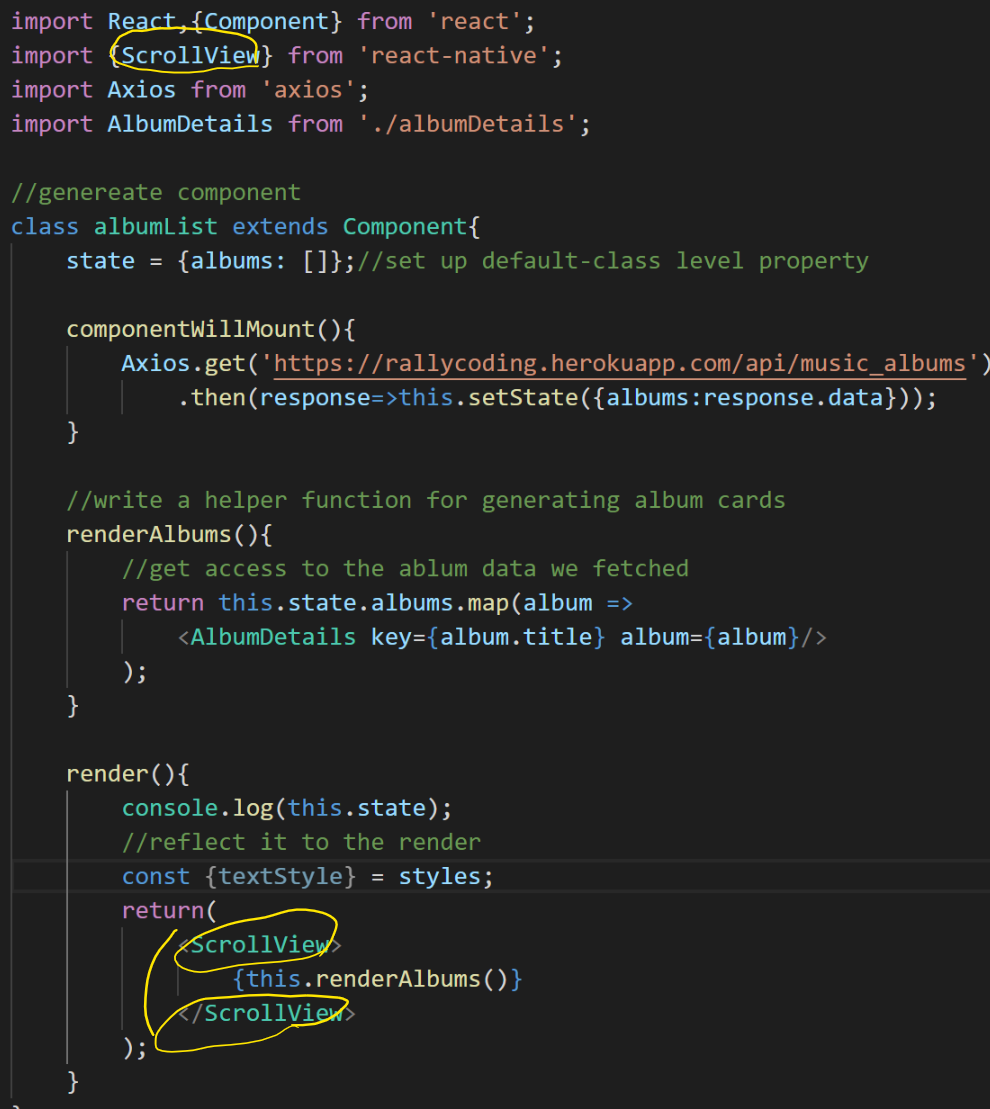 import React,{Component} from 'react';
import {ScrollView} from 'react-native';
import Axios from 'axios';
import AlbumDetails from './albumDetails';
//genereate component
class albumList extends Component{
state = {albums: []};//set up default-class level property
componentWillMount(){
Axios.get('https://rallycoding.herokuapp.com/api/music_albums')
.then(response=>this.setState({albums:response.data}));
}
//write a helper function for generating album cards
renderAlbums(){
//get access to the ablum data we fetched
return this.state.albums.map(album =>
<AlbumDetails key={album.title} album={album}/>
);
}
render(){
console.log(this.state);
//reflect it to the render
const {textStyle} = styles;
return(
<ScrollView>
{this.renderAlbums()}
</ScrollView>
);
}